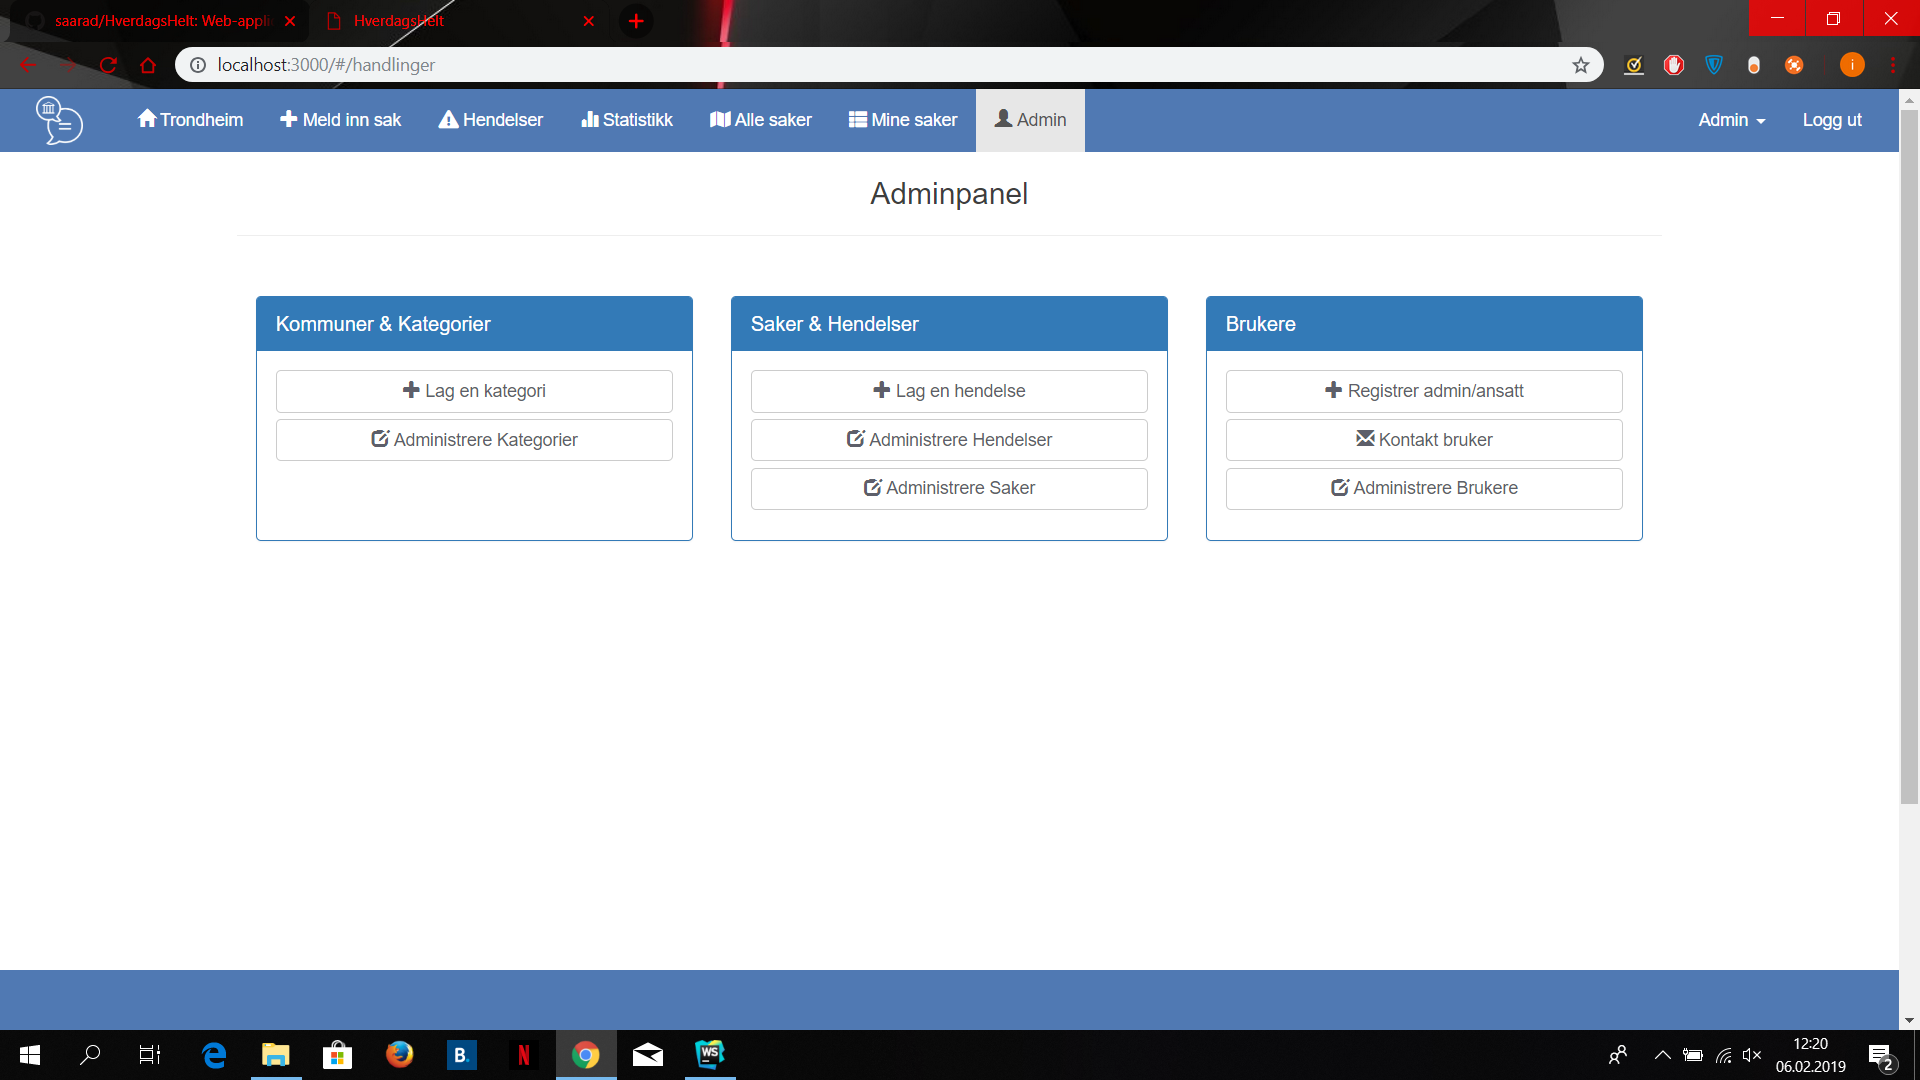 saarad/HverdagsHelt: Web-appli
HverdagsHelt
localhost:3000/#/handlinger
i
Trondheim
Meld inn sak
Hendelser
Statistikk
Alle saker
Mine saker
Admin
Admin
Logg ut
Adminpanel
Kommuner & Kategorier
Lag en kategori
Administrere Kategorier
Saker & Hendelser
Lag en hendelse
Administrere Hendelser
Administrere Saker
Brukere
Registrer admin/ansatt
Kontakt bruker
Administrere Brukere
B.
N
WS
12:20
06.02.2019
2